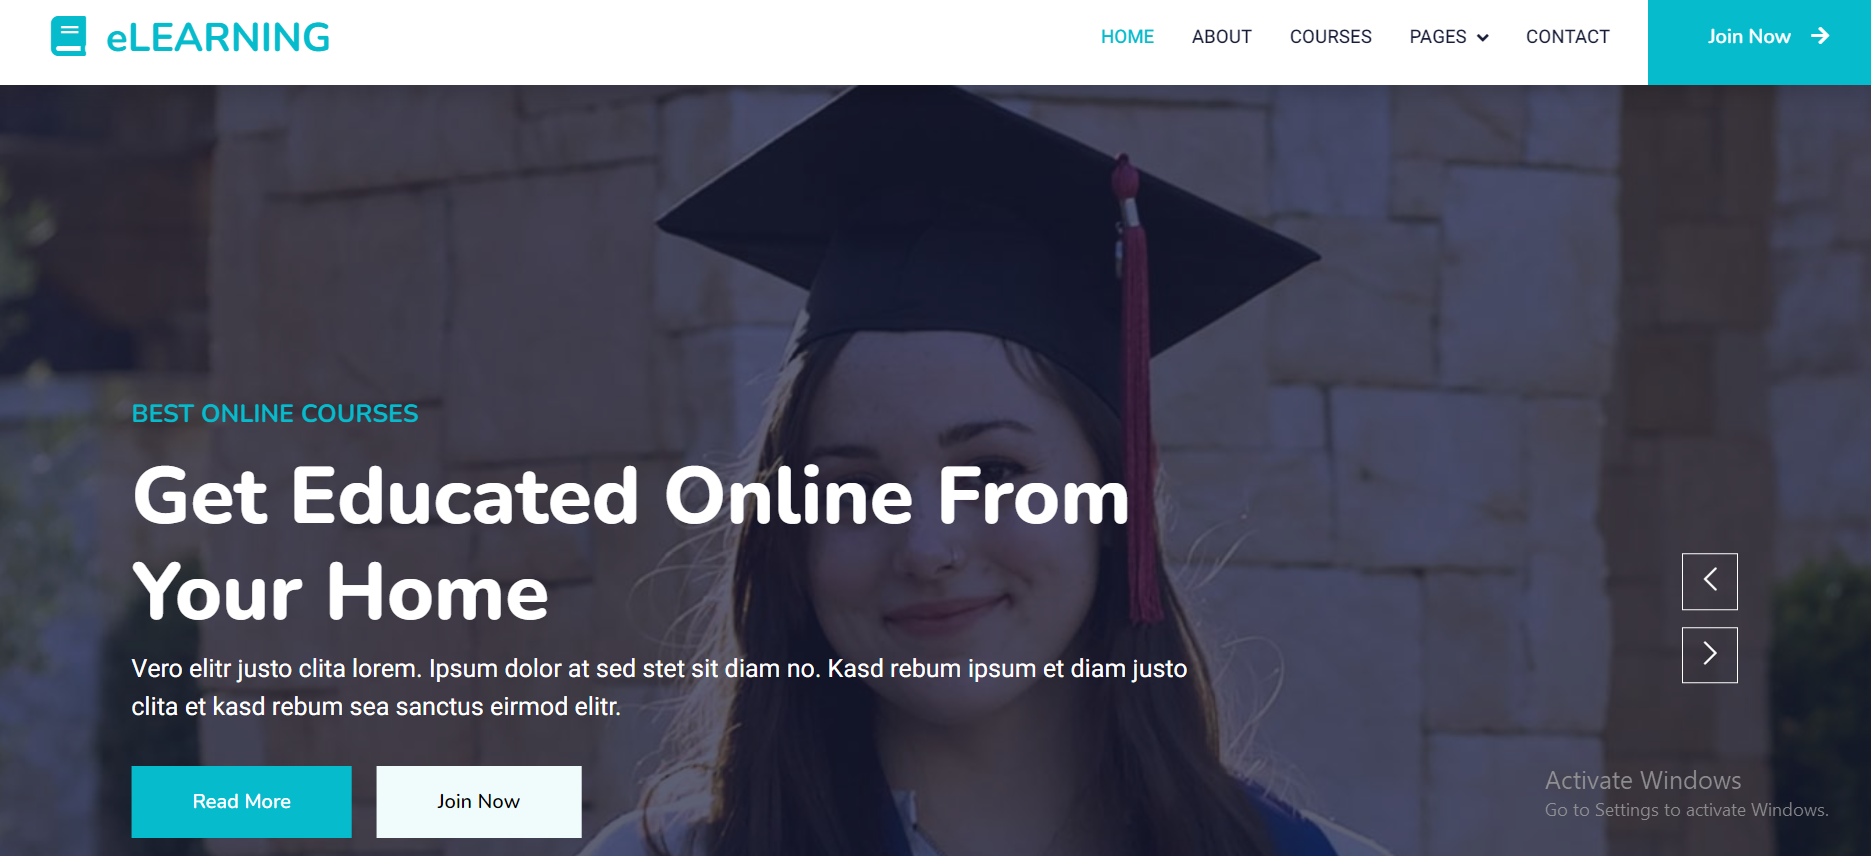 eLEARNING
HOME
ABOUT
COURSES
PAGES
CONTACT
Join Now
BEST ONLINE COURSES
Get Educated Online From
Your Home
Vero elitr justo clita lorem. Ipsum dolor at sed stet sit diam no. Kasd rebum ipsum et diam justo
clita et kasd rebum sea sanctus eirmod elitr.
Read More
Join Now
Activate Windows
Go to Settings to activate Windows.